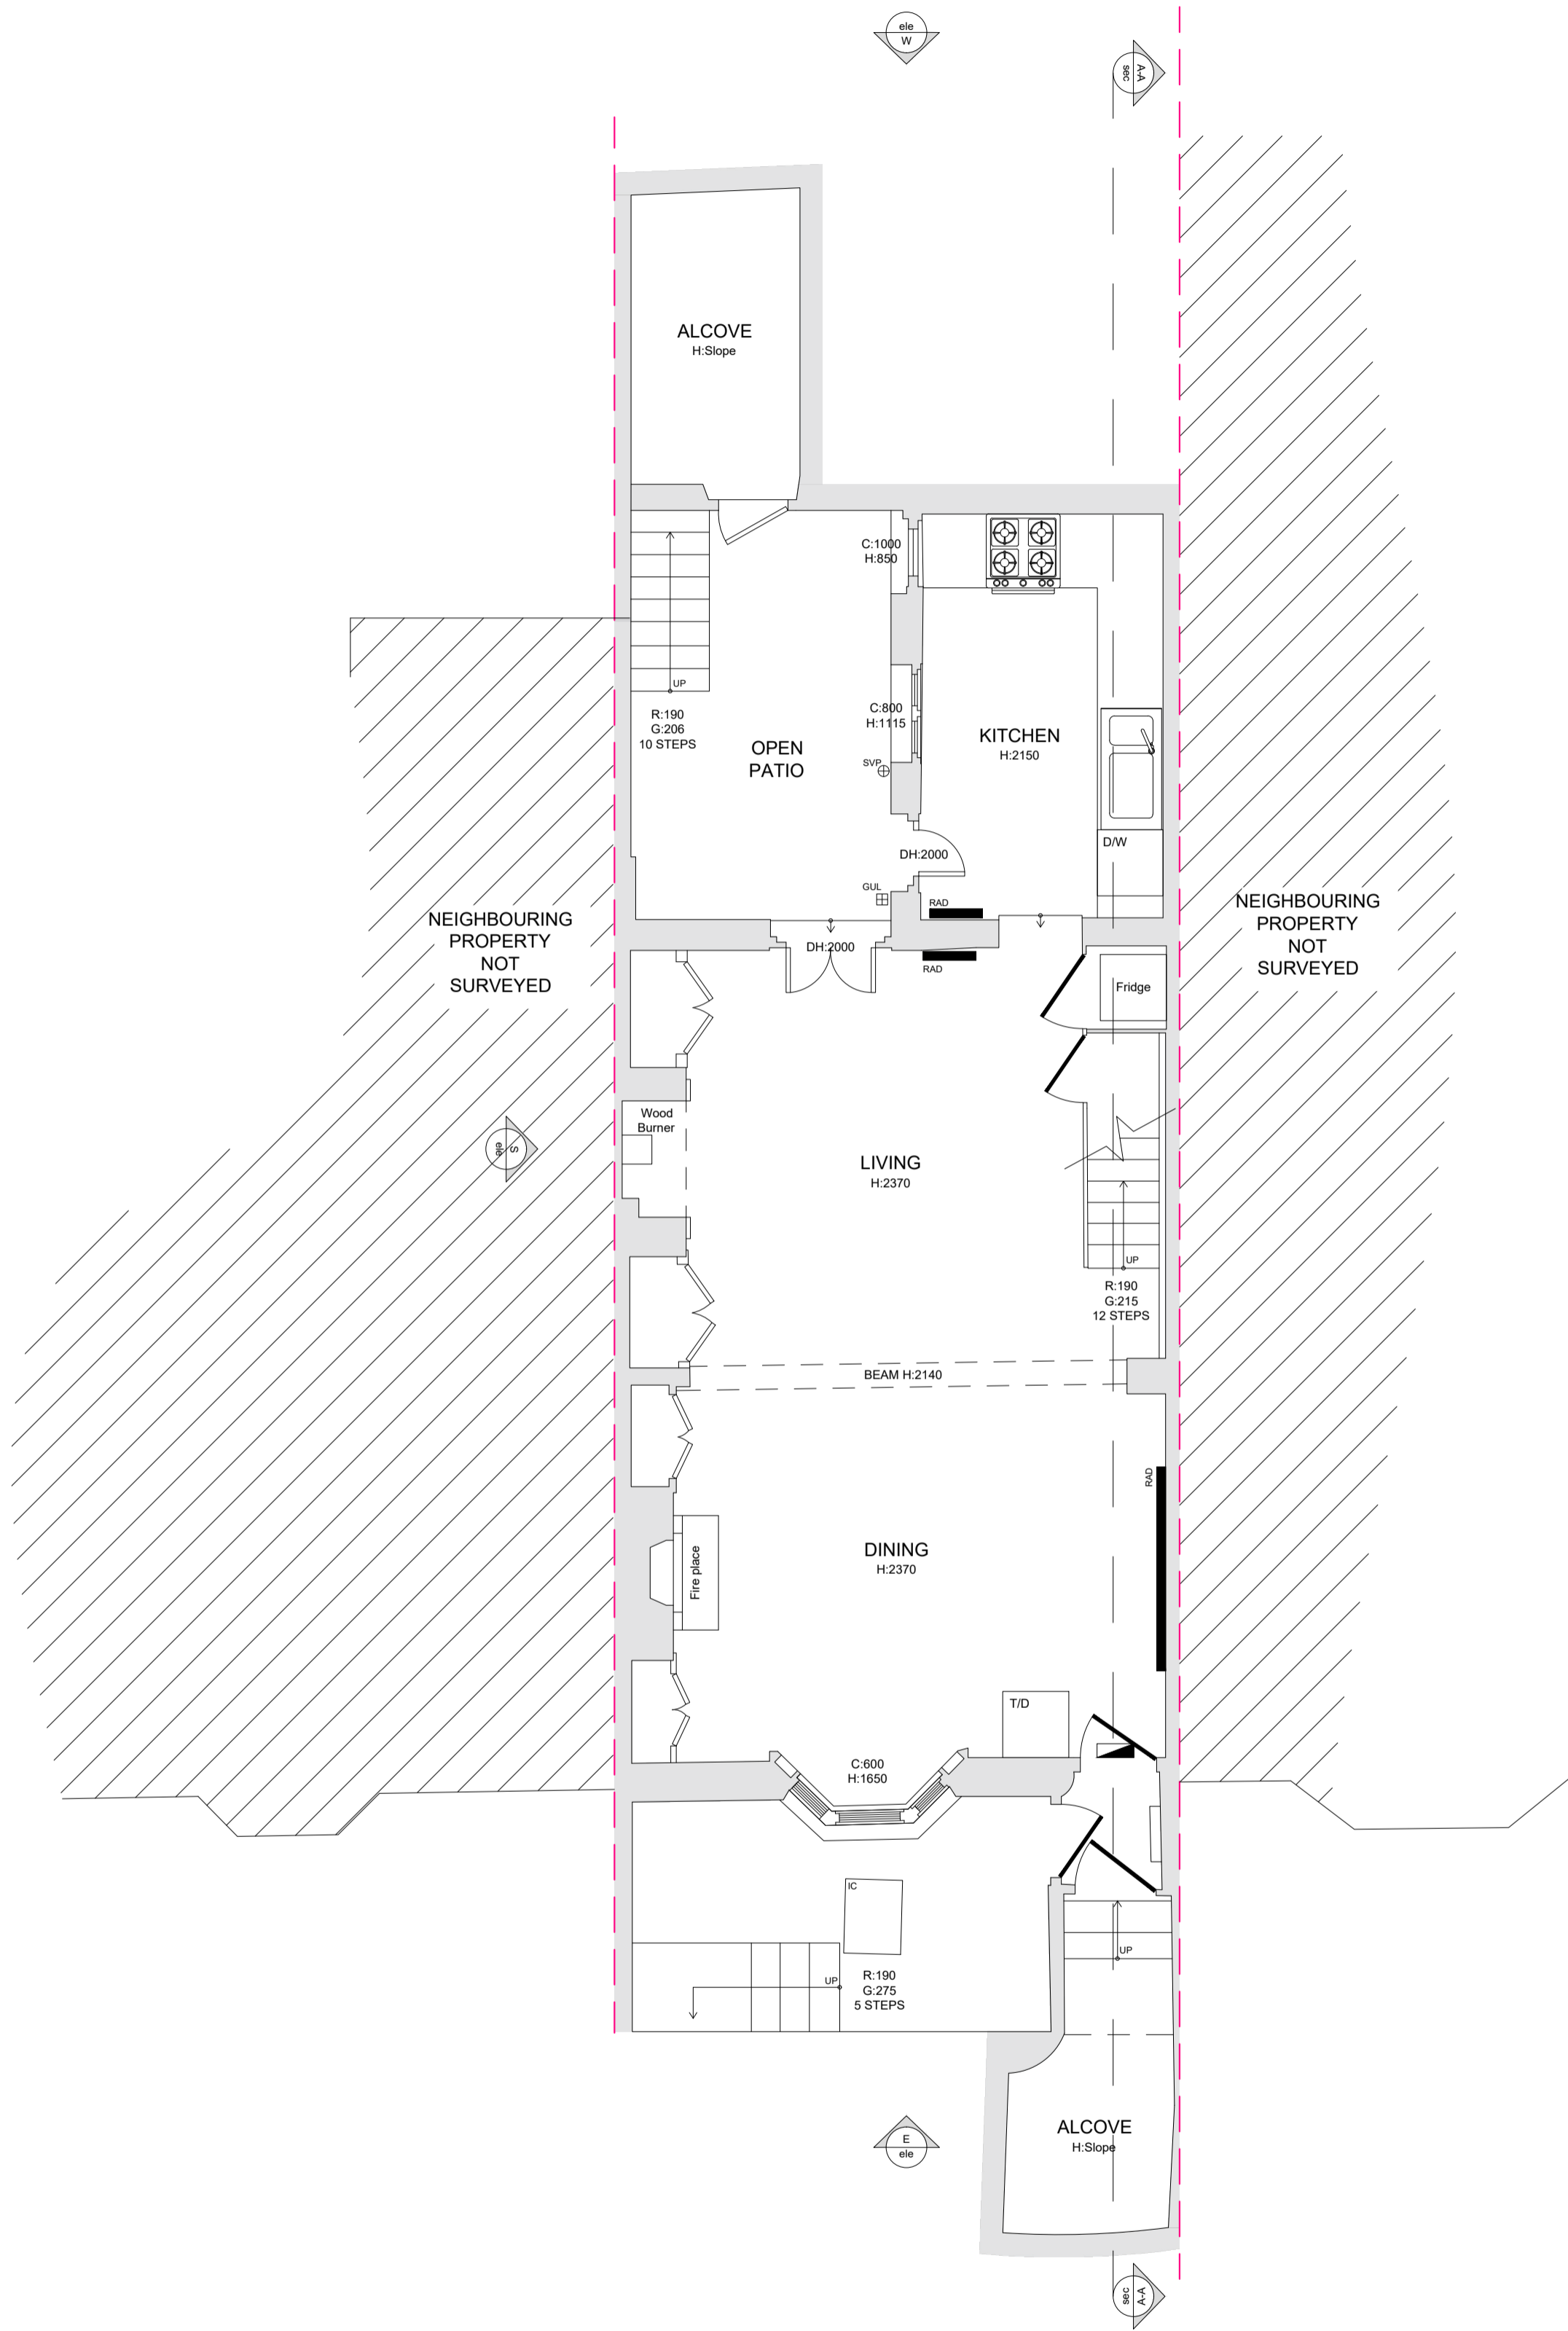 ele
W
A-A
sec
ALCOVE
H:Slope
C:1000
H:850
UP
R:190
G:206
10 STEPS
C:800
H:1115
OPEN
PATIO
SVP
KITCHEN
H:2150
D/W
DH:2000
GUL
RAD
NEIGHBOURING
PROPERTY
NOT
SURVEYED
NEIGHBOURING
PROPERTY
NOT
SURVEYED
DH:2000
RAD
Fridge
Wood
Burner
S
ele
LIVING
H:2370
UP
R:190
G:215
12 STEPS
BEAM H:2140
RAD
DINING
H:2370
Fire place
T/D
C:600
H:1650
IC
UP
R:190
G:275
5 STEPS
UP
E
ele
ALCOVE
H:Slope
sec
A-A